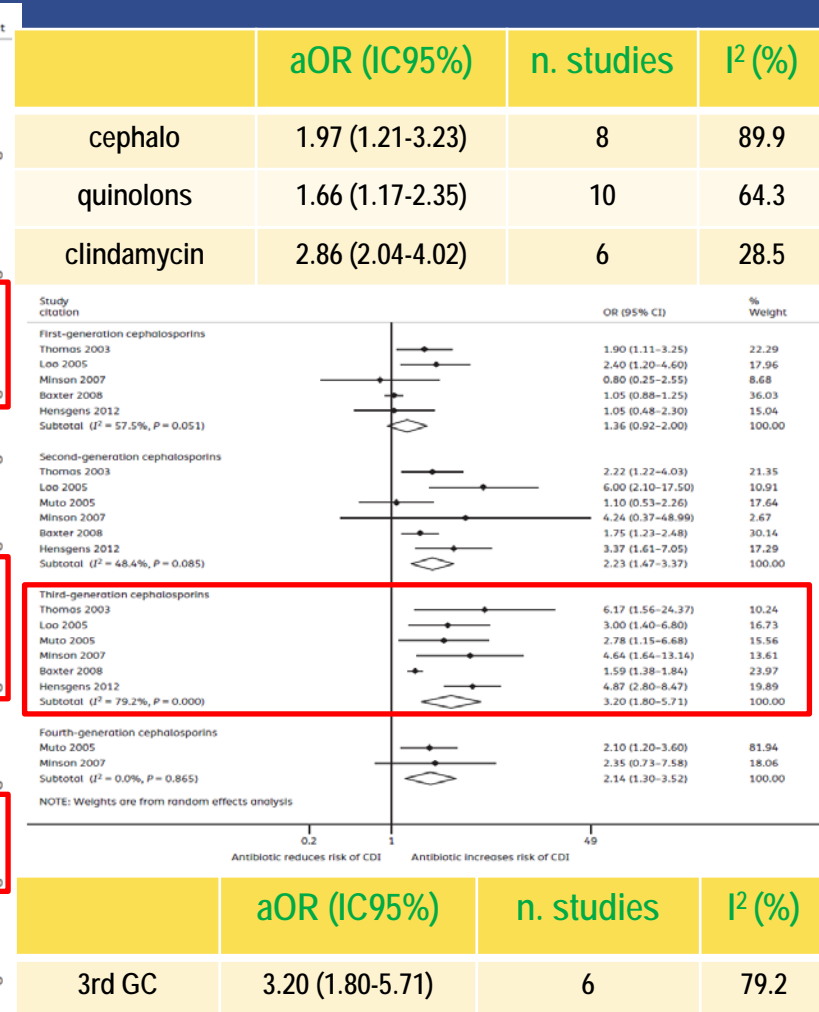 t
aOR (IC95%) n. studies I² (%)
cephalo 1.97 (1.21-3.23) 8 89.9
quinolons 1.66 (1.17-2.35) 10 64.3
clindamycin 2.86 (2.04-4.02) 6 28.5
Study %
citation OR (95% CI) Weight
First-generation cephalosporins
Thomas 2003 1.90 (1.11–3.25) 22.29
Loo 2005 2.40 (1.20–4.60) 17.96
Minson 2007 0.80 (0.25–2.55) 8.68
Baxter 2008 1.05 (0.88–1.25) 36.03
Hensgens 2012 1.05 (0.48–2.30) 15.04
Subtotal (I² = 57.5%, P = 0.051) 1.36 (0.92–2.00) 100.00
Second-generation cephalosporins
Thomas 2003 2.22 (1.22–4.03) 21.35
Loo 2005 6.00 (2.10–17.50) 10.91
Muto 2005 1.10 (0.53–2.26) 17.64
Minson 2007 4.24 (0.37–48.99) 2.67
Baxter 2008 1.75 (1.23–2.48) 30.14
Hensgens 2012 3.37 (1.61–7.05) 17.29
Subtotal (I² = 48.4%, P = 0.085) 2.23 (1.47–3.37) 100.00
Third-generation cephalosporins
Thomas 2003 6.17 (1.56–24.37) 10.24
Loo 2005 3.00 (1.40–6.80) 16.73
Muto 2005 2.78 (1.15–6.68) 15.56
Minson 2007 4.64 (1.64–13.14) 13.61
Baxter 2008 1.59 (1.38–1.84) 23.97
Hensgens 2012 4.87 (2.80–8.47) 19.89
Subtotal (I² = 79.2%, P = 0.000) 3.20 (1.80–5.71) 100.00
Fourth-generation cephalosporins
Muto 2005 2.10 (1.20–3.60) 81.94
Minson 2007 2.35 (0.73–7.58) 18.06
Subtotal (I² = 0.0%, P = 0.865) 2.14 (1.30–3.52) 100.00
NOTE: Weights are from random effects analysis
0.2 1 49
Antibiotic reduces risk of CDI Antibiotic increases risk of CDI
aOR (IC95%) n. studies I² (%)
3rd GC 3.20 (1.80-5.71) 6 79.2